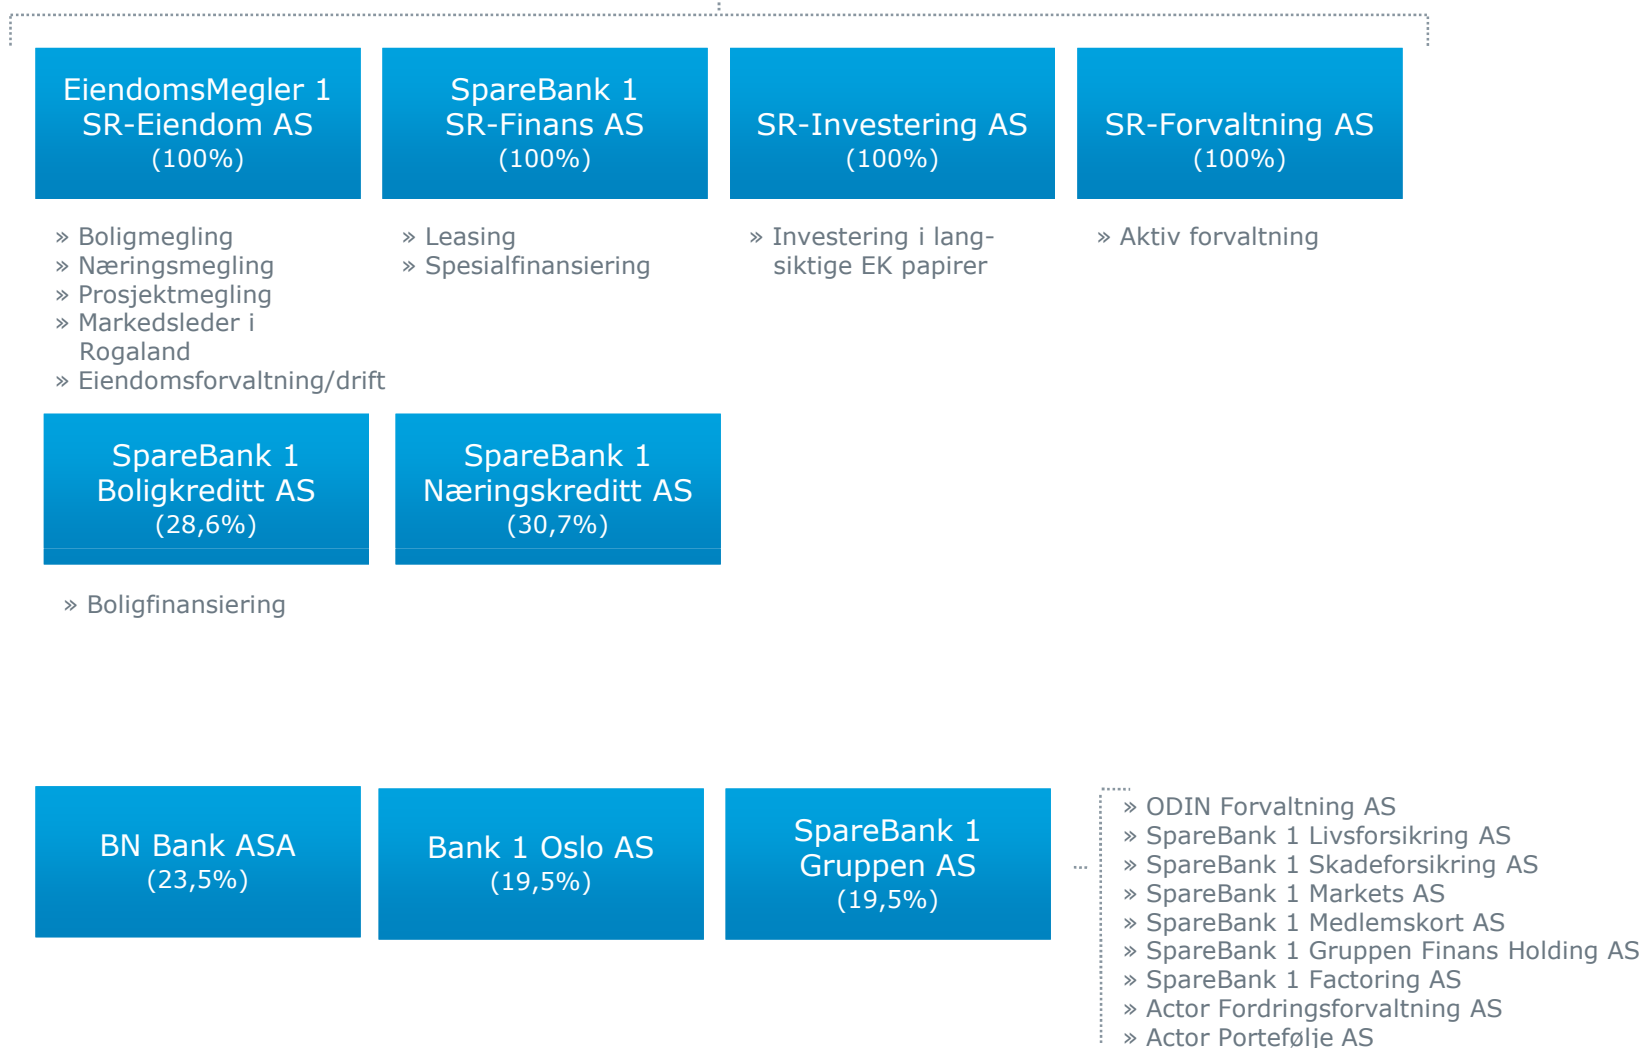 EiendomsMegler 1
SR-Eiendom AS
(100%)
SpareBank 1
SR-Finans AS
(100%)
SR-Investering AS
(100%)
SR-Forvaltning AS
(100%)
» Boligmegling
» Næringsmegling
» Prosjektmegling
» Markedsleder i
Rogaland
» Eiendomsforvaltning/drift
» Leasing
» Spesialfinansiering
» Investering i lang-
siktige EK papirer
» Aktiv forvaltning
SpareBank 1
Boligkreditt AS
(28,6%)
SpareBank 1
Næringskreditt AS
(30,7%)
» Boligfinansiering
BN Bank ASA
(23,5%)
Bank 1 Oslo AS
(19,5%)
SpareBank 1
Gruppen AS
(19,5%)
» ODIN Forvaltning AS
» SpareBank 1 Livsforsikring AS
» SpareBank 1 Skadeforsikring AS
» SpareBank 1 Markets AS
» SpareBank 1 Medlemskort AS
» SpareBank 1 Gruppen Finans Holding AS
» SpareBank 1 Factoring AS
» Actor Fordringsforvaltning AS
» Actor Portefølje AS